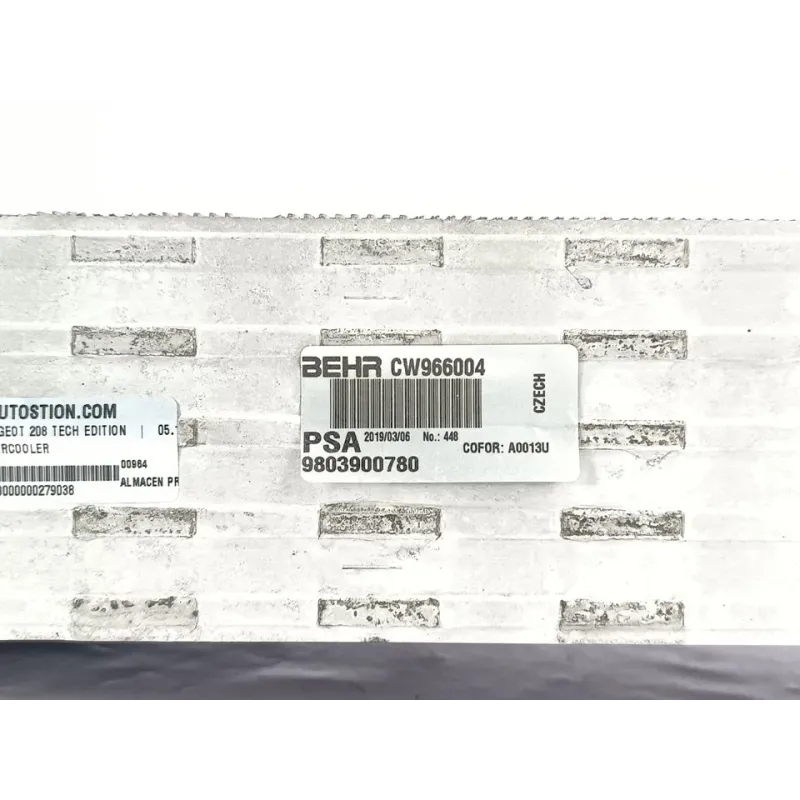 BEHR CW966004
CZECH
PSA 2019/03/06 No.: 448
COFOR: A0013U
9803900780
UTOSTION.COM
GEOT 208 TECH EDITION | 05.
RCOOLER
00964
ALMACEN PR
0000000279038